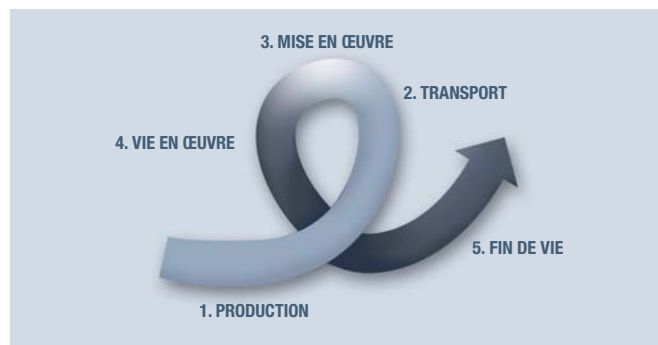 3. MISE EN ŒUVRE
2. TRANSPORT
4. VIE EN ŒUVRE
5. FIN DE VIE
1. PRODUCTION